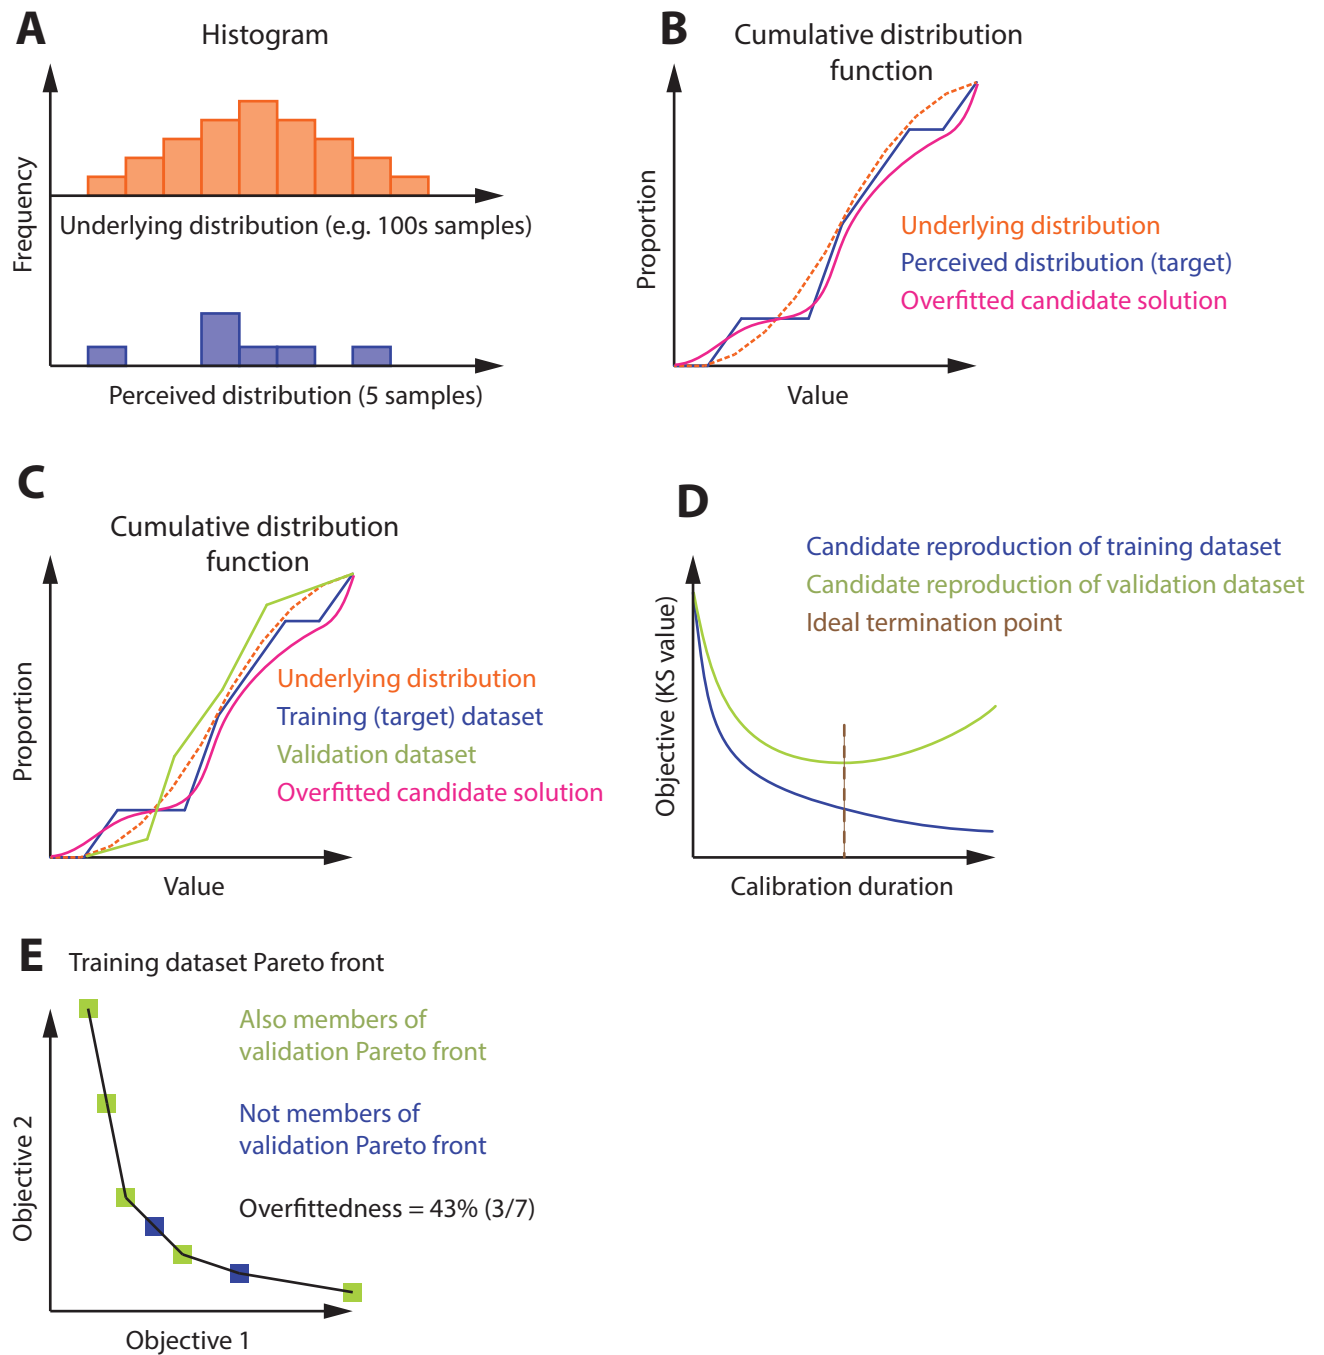 A
Histogram
Frequency
Underlying distribution (e.g. 100s samples)
Perceived distribution (5 samples)
B
Cumulative distribution
function
Proportion
Underlying distribution
Perceived distribution (target)
Overfitted candidate solution
Value
C
Cumulative distribution
function
Proportion
Underlying distribution
Training (target) dataset
Validation dataset
Overfitted candidate solution
Value
D
Candidate reproduction of training dataset
Candidate reproduction of validation dataset
Ideal termination point
Objective (KS value)
Calibration duration
E
Training dataset Pareto front
Also members of
validation Pareto front
Not members of
validation Pareto front
Overfittedness = 43% (3/7)
Objective 2
Objective 1